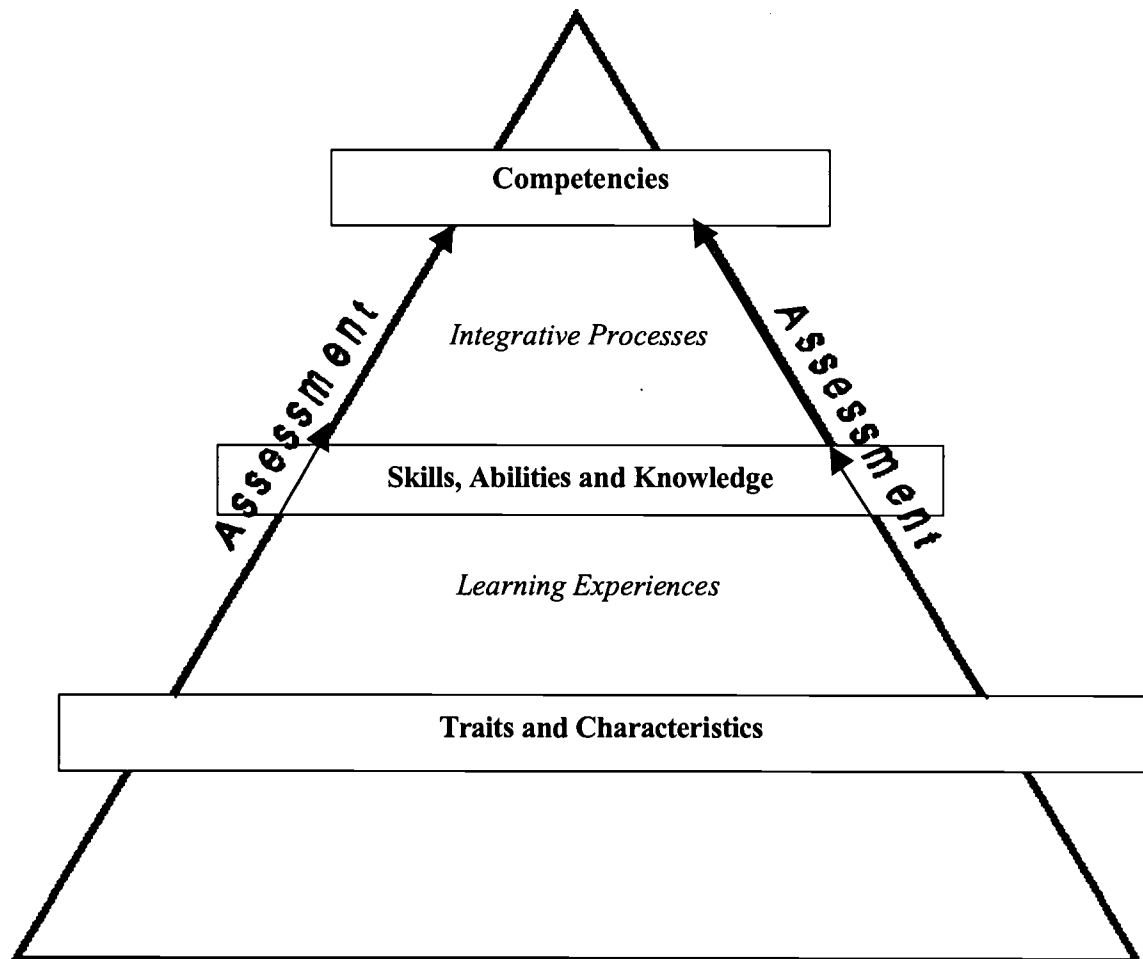 Competencies
Integrative Processes
Assessment
Assessment
Skills, Abilities and Knowledge
Learning Experiences
Traits and Characteristics